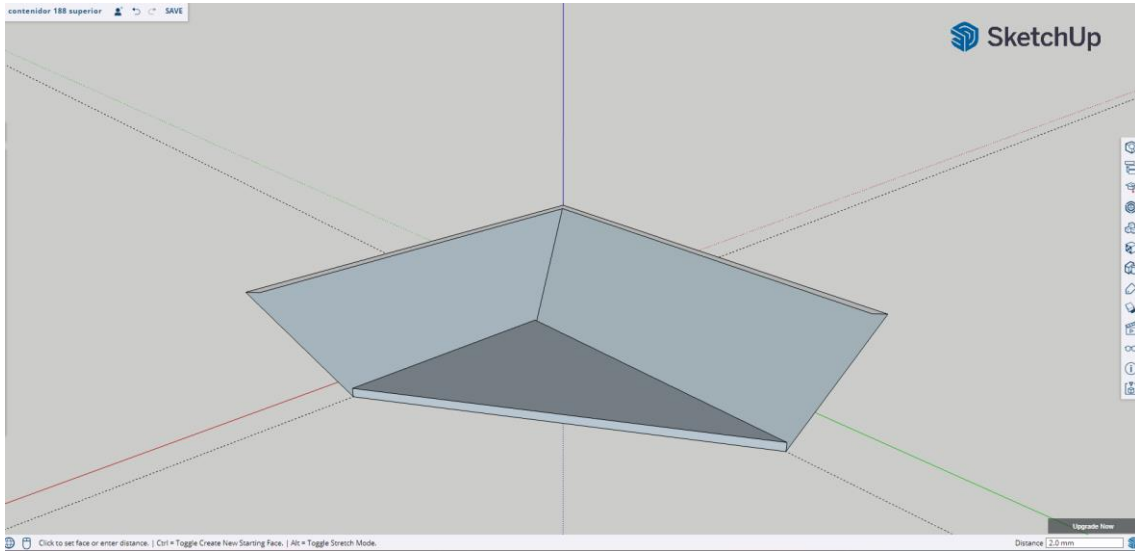 contenidor 188 superior SAVE
SketchUp
Upgrade Now
Click to set face or enter distance. | Ctrl = Toggle Create New Starting Face. | Alt = Toggle Stretch Mode. Distance 2.0 mm